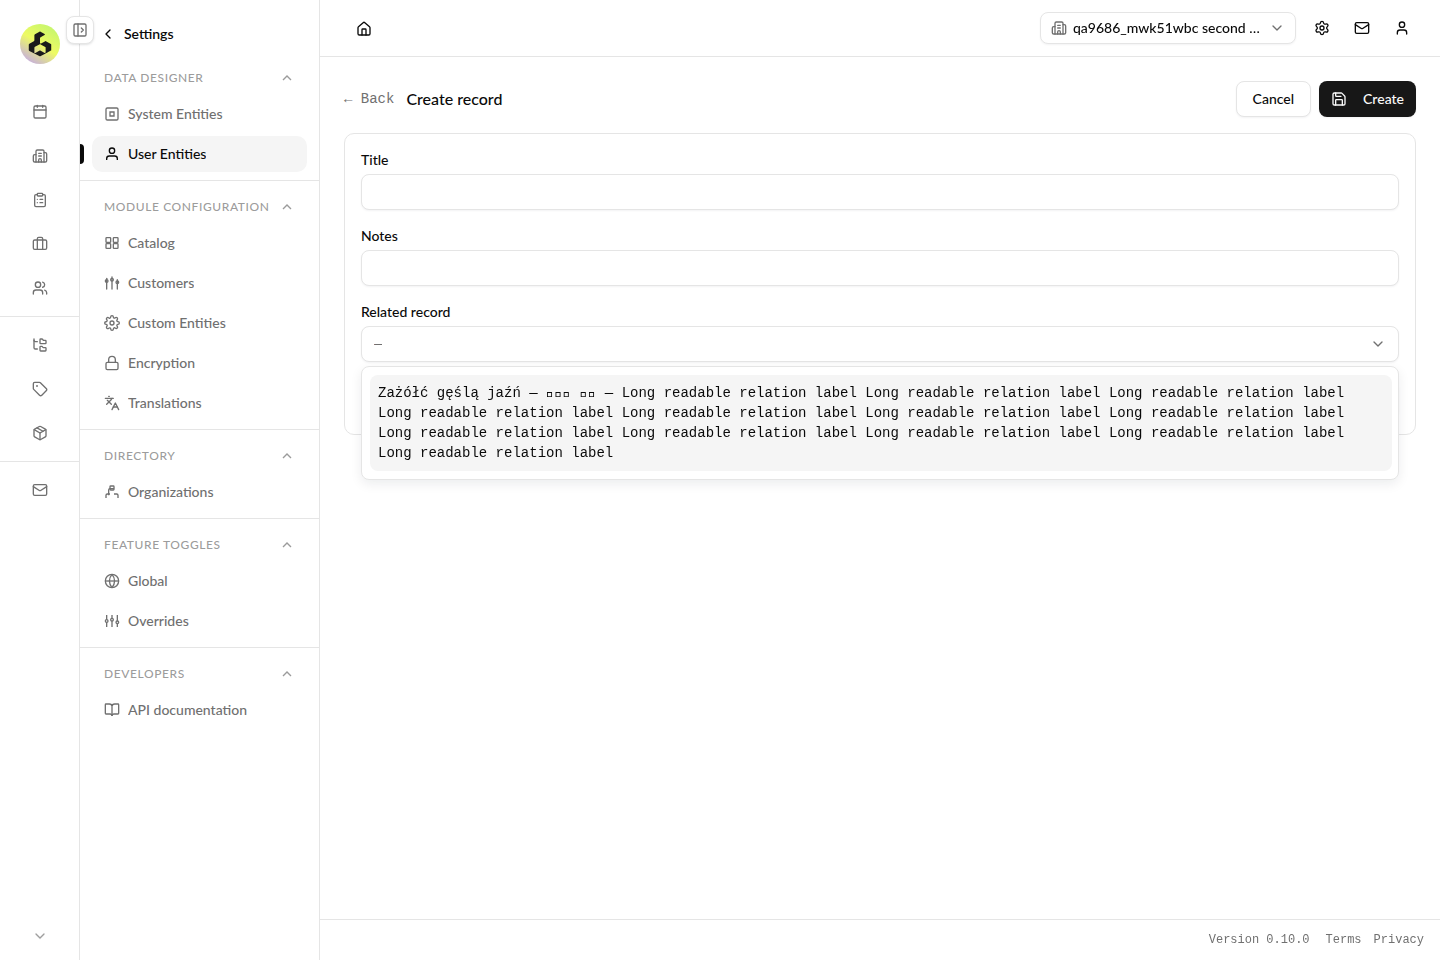 Settings
qa9686_mwk51wbc second ...
DATA DESIGNER
System Entities
User Entities
MODULE CONFIGURATION
Catalog
Customers
Custom Entities
Encryption
Translations
DIRECTORY
Organizations
FEATURE TOGGLES
Global
Overrides
DEVELOPERS
API documentation
← Back Create record
Cancel
Create
Title
Notes
Related record
—
Zażółć gęślą jaźń — — Long readable relation label Long readable relation label Long readable relation label
Long readable relation label Long readable relation label Long readable relation label Long readable relation label
Long readable relation label Long readable relation label Long readable relation label Long readable relation label
Long readable relation label
Version 0.10.0 Terms Privacy